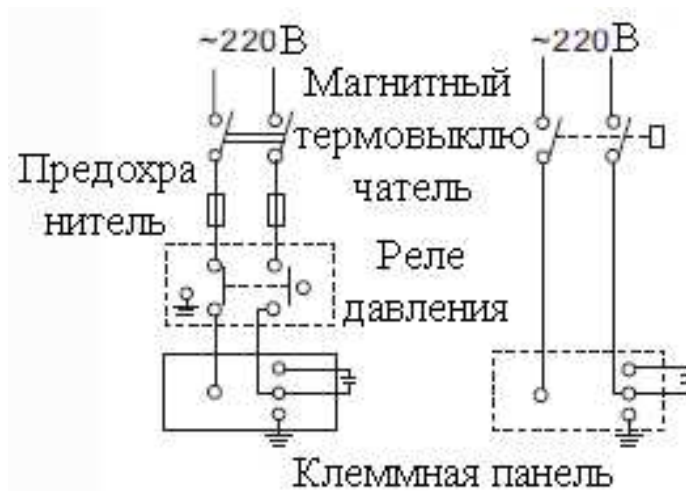 ~220В
~220В
Магнитный
термовыклю
чатель
Предохра
нитель
Реле
давления
Клеммная панель